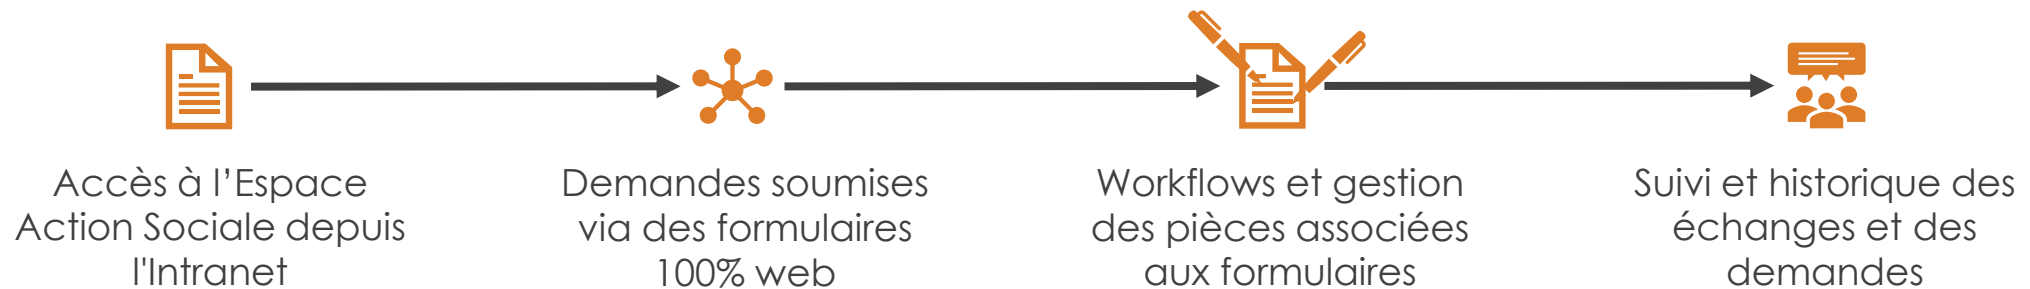 Accès à l’Espace
Action Sociale depuis
l'Intranet
Demandes soumises
via des formulaires
100% web
Workflows et gestion
des pièces associées
aux formulaires
Suivi et historique des
échanges et des
demandes